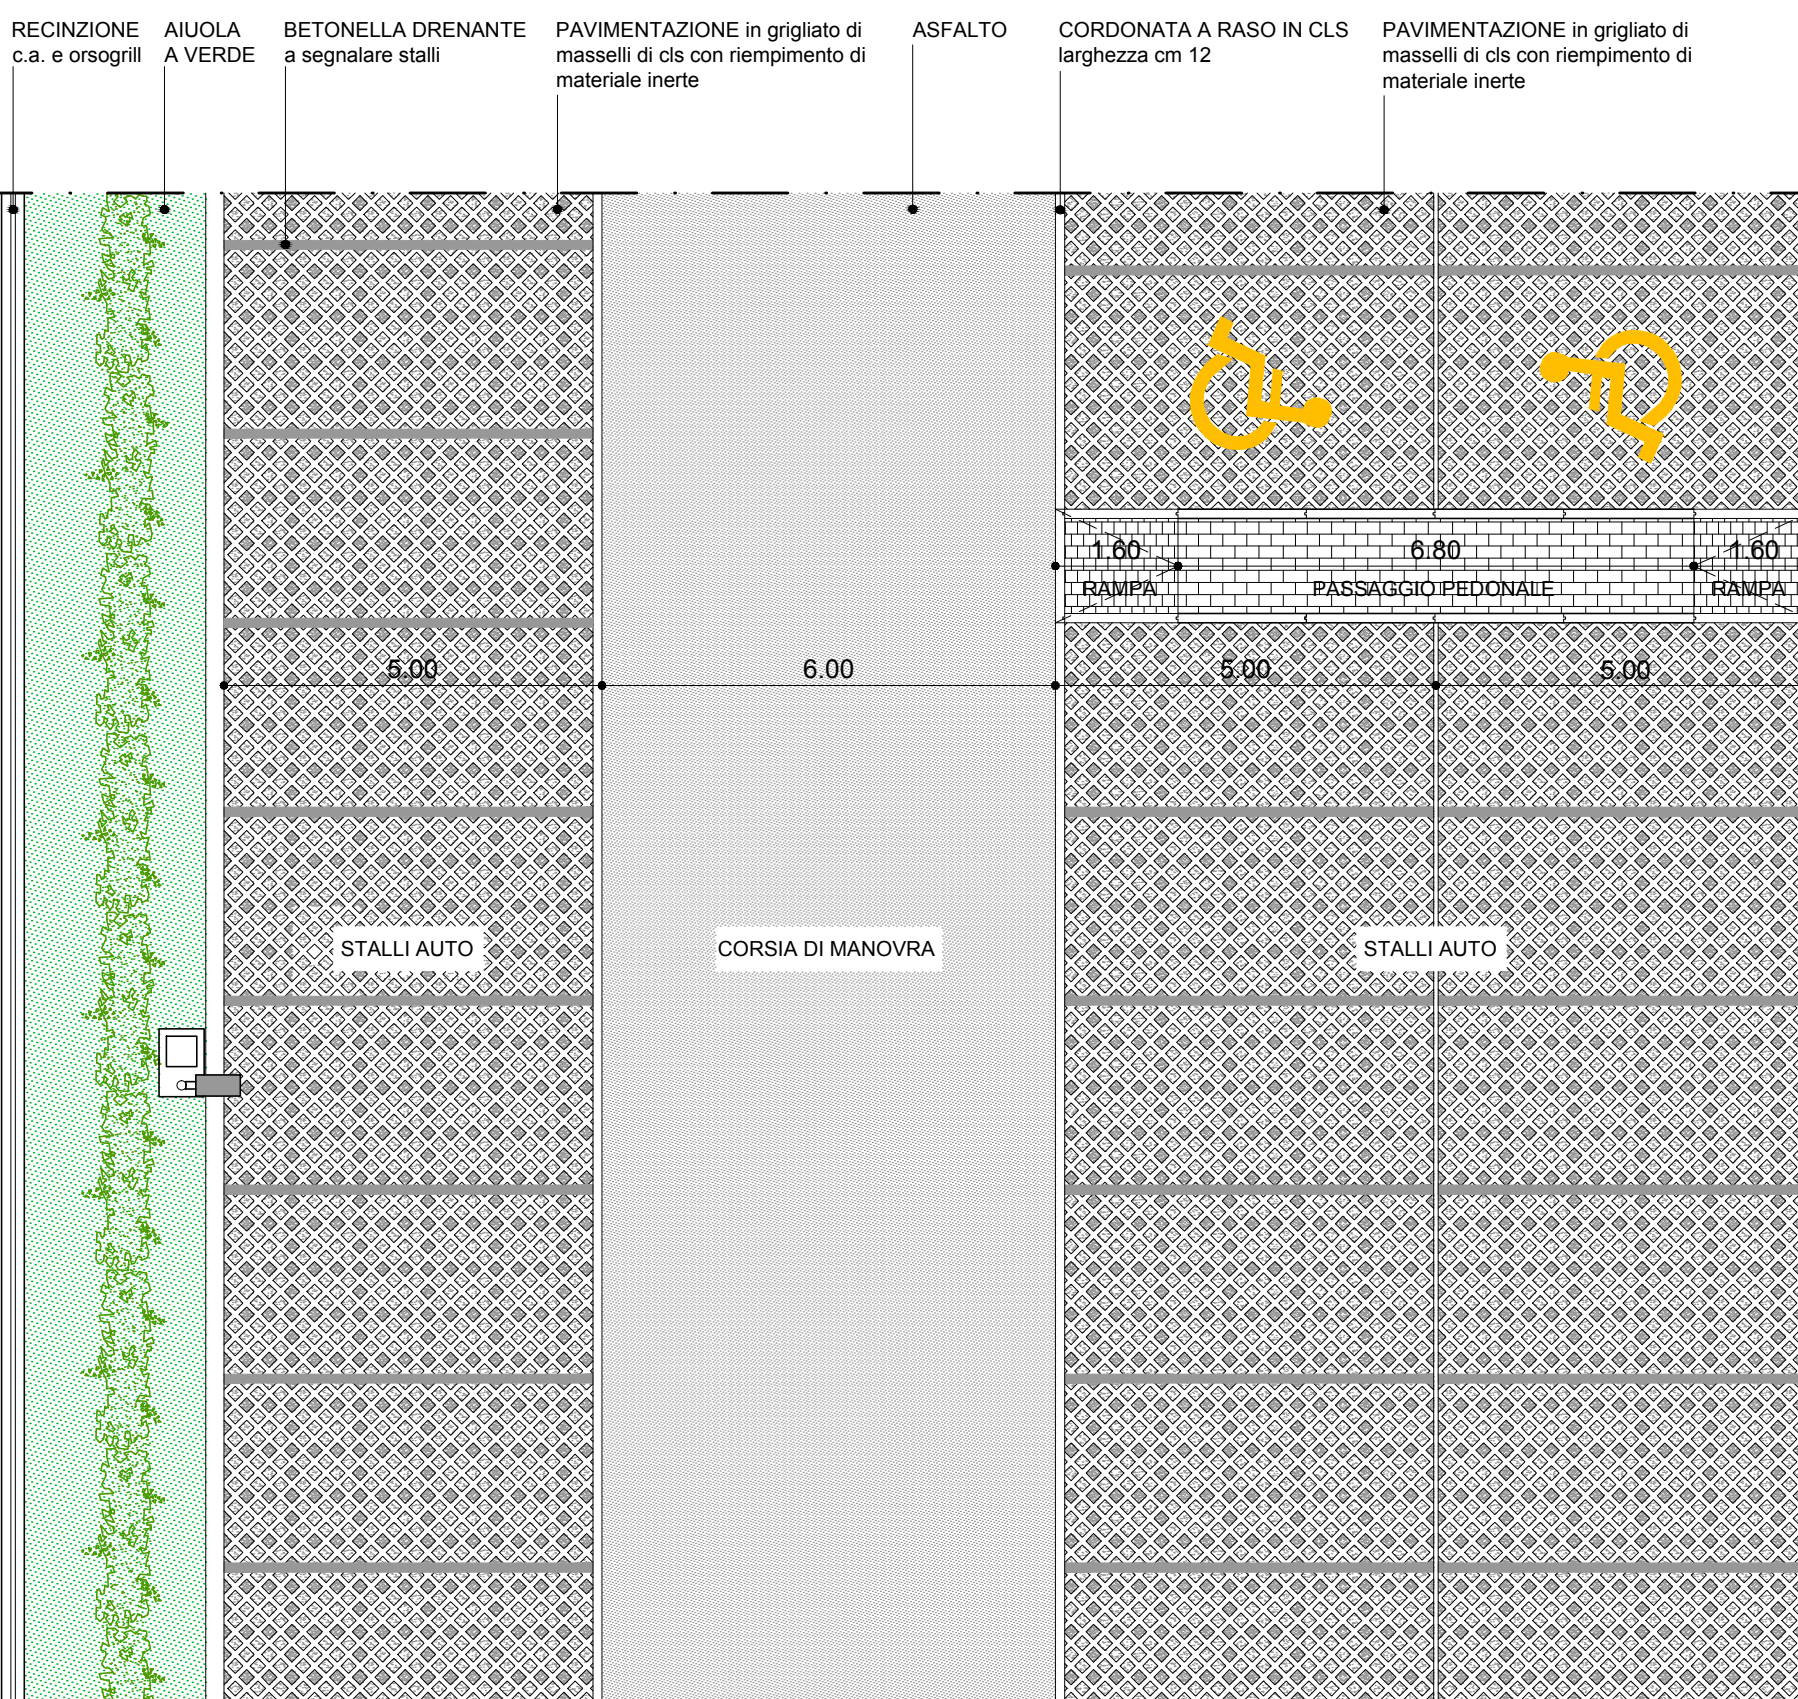 RECINZIONE
c.a. e orsogrill
AIUOLA
A VERDE
BETONELLA DRENANTE
a segnalare stalli
PAVIMENTAZIONE in grigliato di
masselli di cls con riempimento di
materiale inerte
ASFALTO
CORDONATA A RASO IN CLS
larghezza cm 12
PAVIMENTAZIONE in grigliato di
masselli di cls con riempimento di
materiale inerte
1.60
6.80
1.60
RAMPA
PASSAGGIO PEDONALE
RAMPA
5.00
6.00
5.00
5.00
STALLI AUTO
CORSIA DI MANOVRA
STALLI AUTO